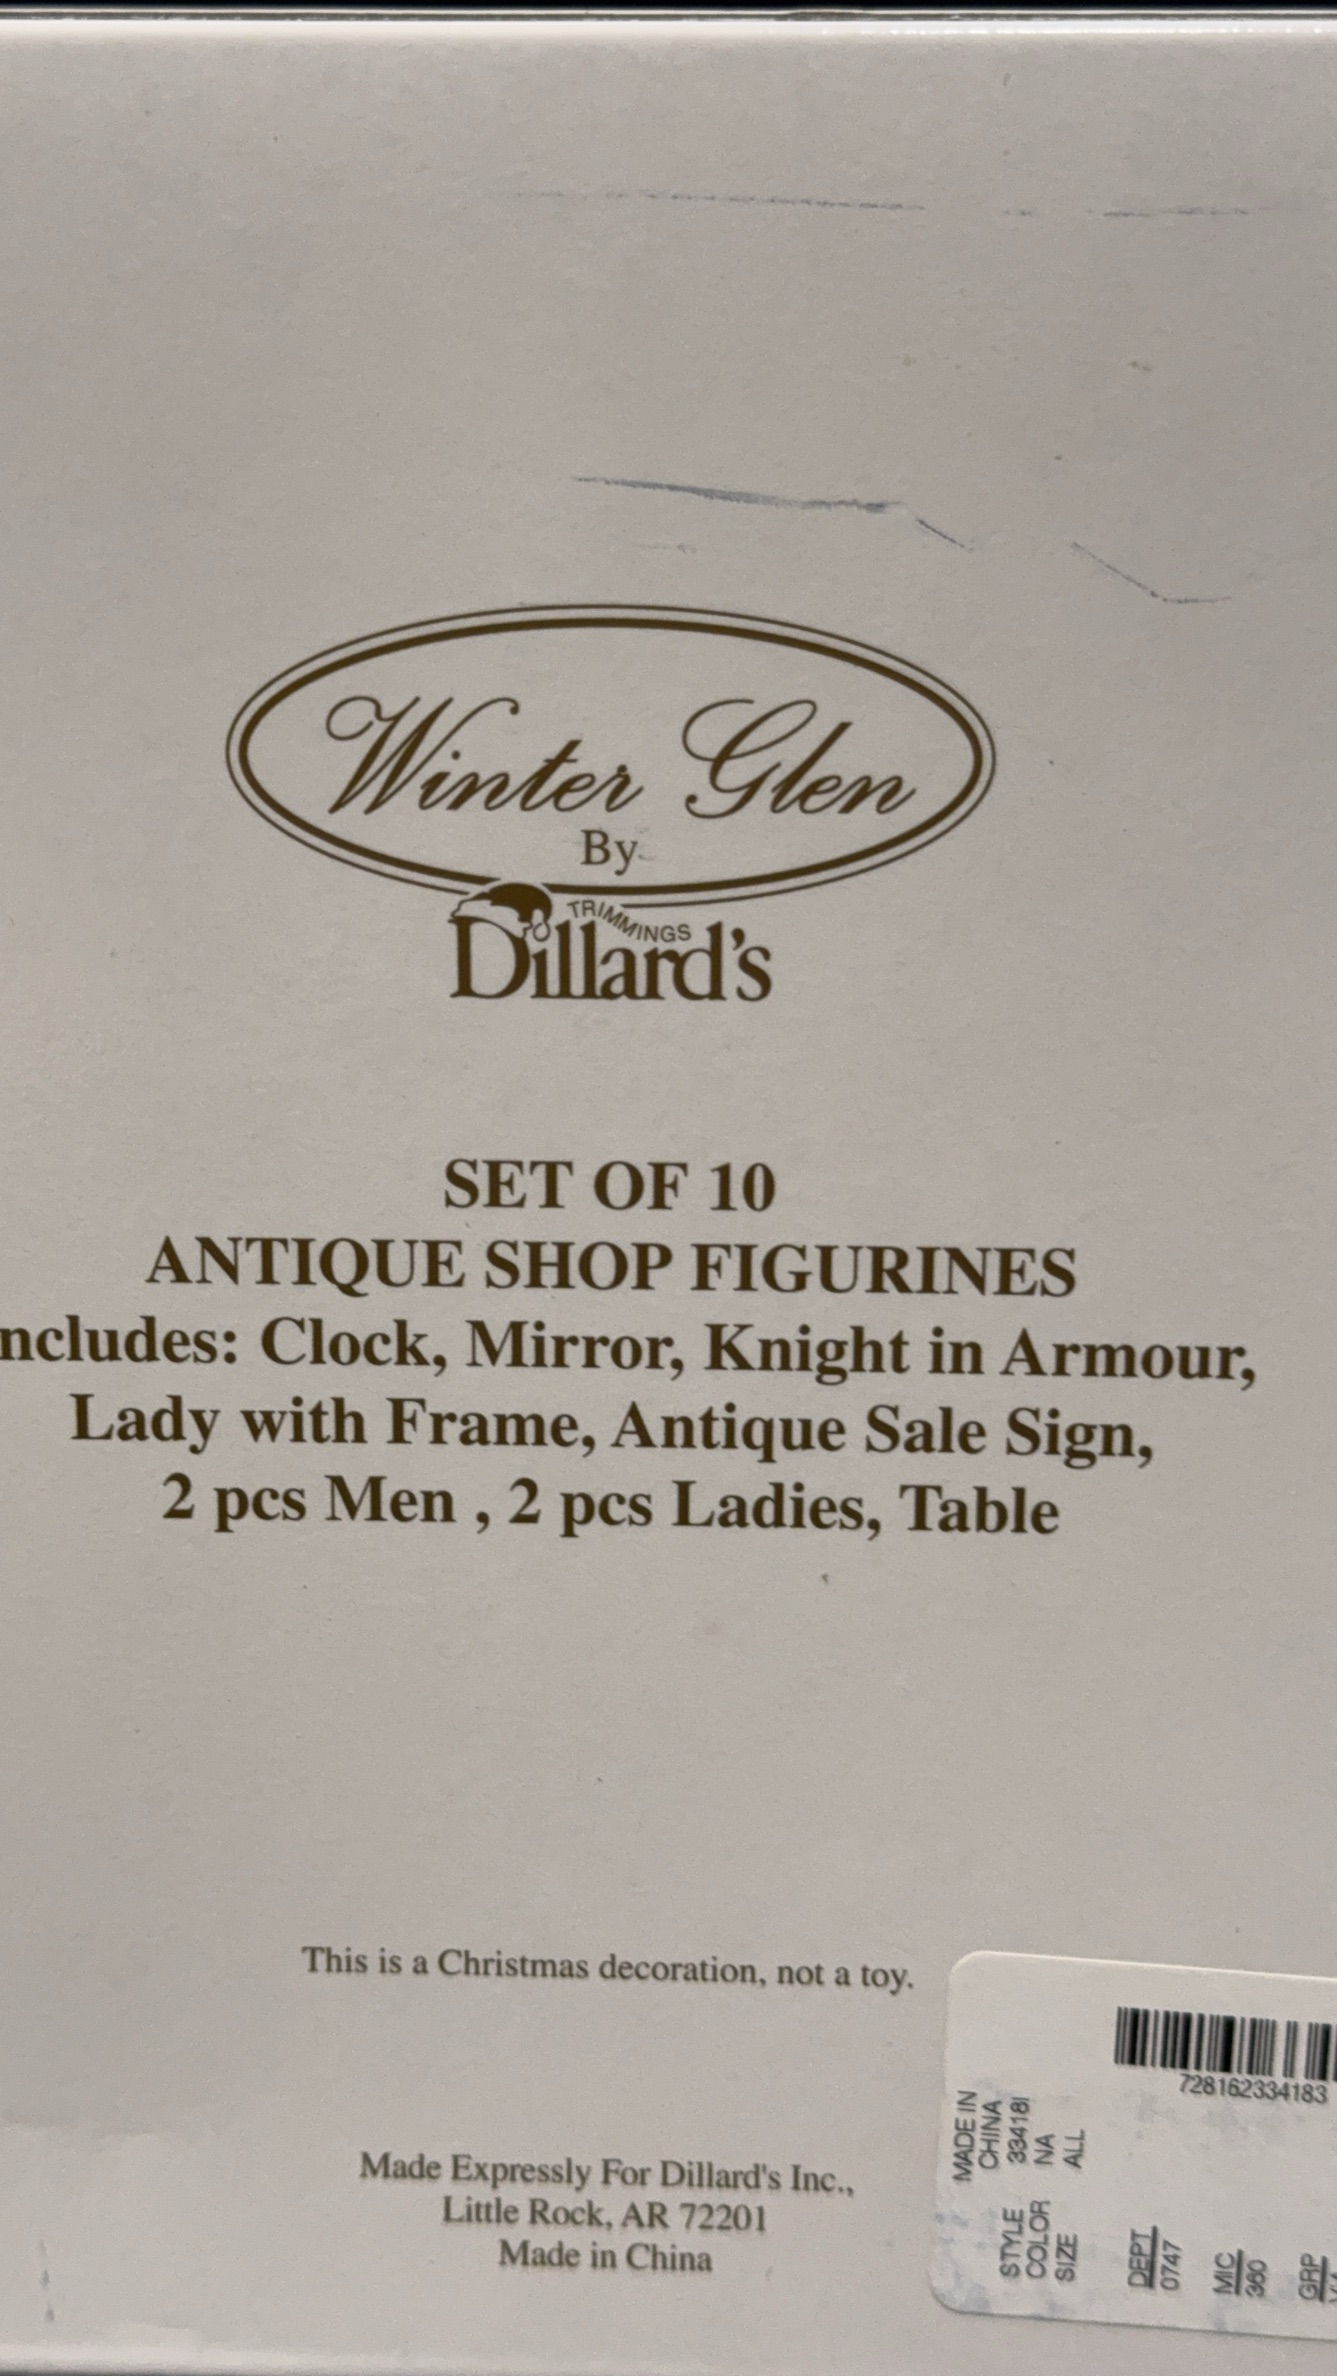 Winter Glen
By
TRIMMINGS
Dillard's
SET OF 10
ANTIQUE SHOP FIGURINES
ncludes: Clock, Mirror, Knight in Armour,
Lady with Frame, Antique Sale Sign,
2 pcs Men , 2 pcs Ladies, Table
This is a Christmas decoration, not a toy.
Made Expressly For Dillard's Inc.,
Little Rock, AR 72201
Made in China
728162334183
MADE IN
CHINA
STYLE 33418I
COLOR NA
SIZE ALL
DEPT
0747
MIC
360
GRP